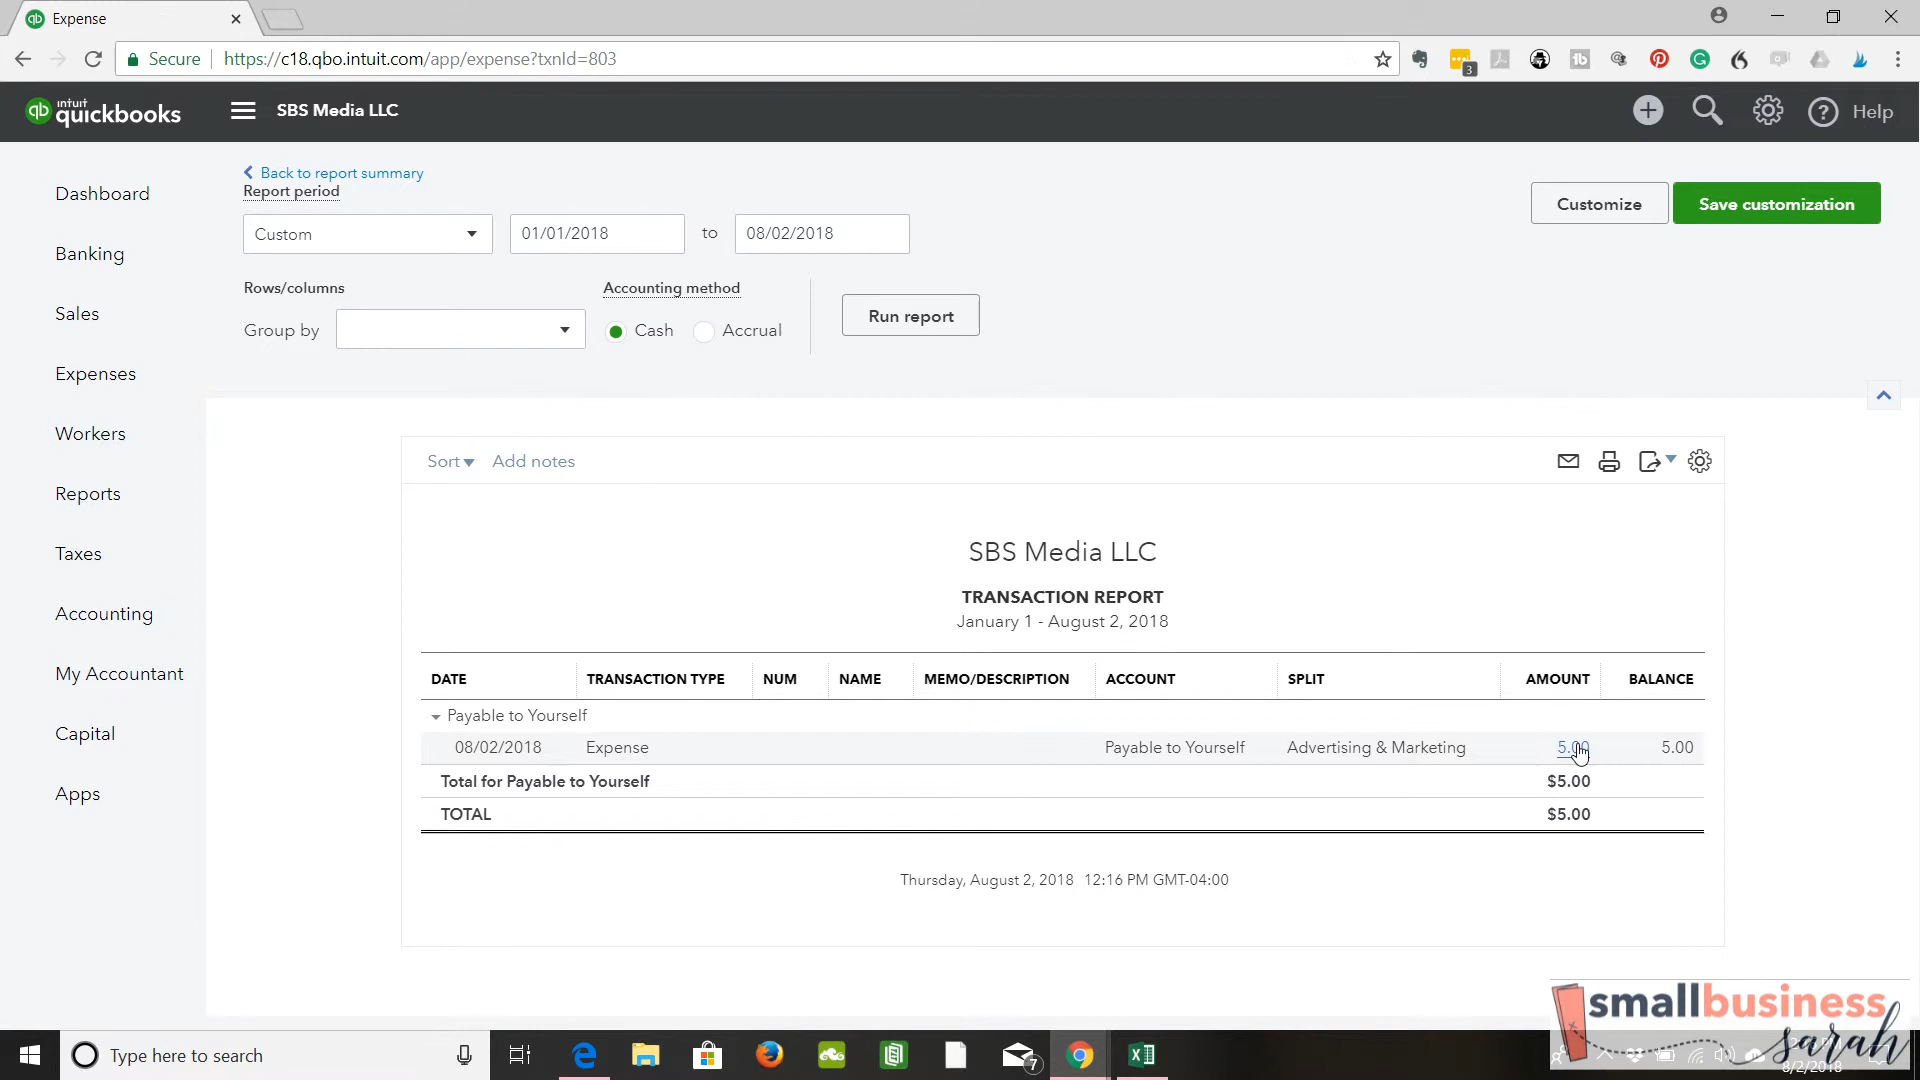 Expense
Secure
https://c18.qbo.intuit.com/app/expense?txnId=803
3
intuit
qb quickbooks
SBS Media LLC
Help
Dashboard
Banking
Sales
Expenses
Workers
Reports
Taxes
Accounting
My Accountant
Capital
Apps
Back to report summary
Report period
Custom
01/01/2018
to
08/02/2018
Customize
Save customization
Rows/columns
Group by
Accounting method
Cash
Accrual
Run report
Sort
Add notes
SBS Media LLC
TRANSACTION REPORT
January 1 - August 2, 2018
DATE TRANSACTION TYPE NUM NAME MEMO/DESCRIPTION ACCOUNT SPLIT AMOUNT BALANCE
Payable to Yourself
08/02/2018 Expense Payable to Yourself Advertising & Marketing 5.00 5.00
Total for Payable to Yourself $5.00
TOTAL $5.00
Thursday, August 2, 2018 12:16 PM GMT-04:00
smallbusiness
sarah
Type here to search
7
8/2/2018